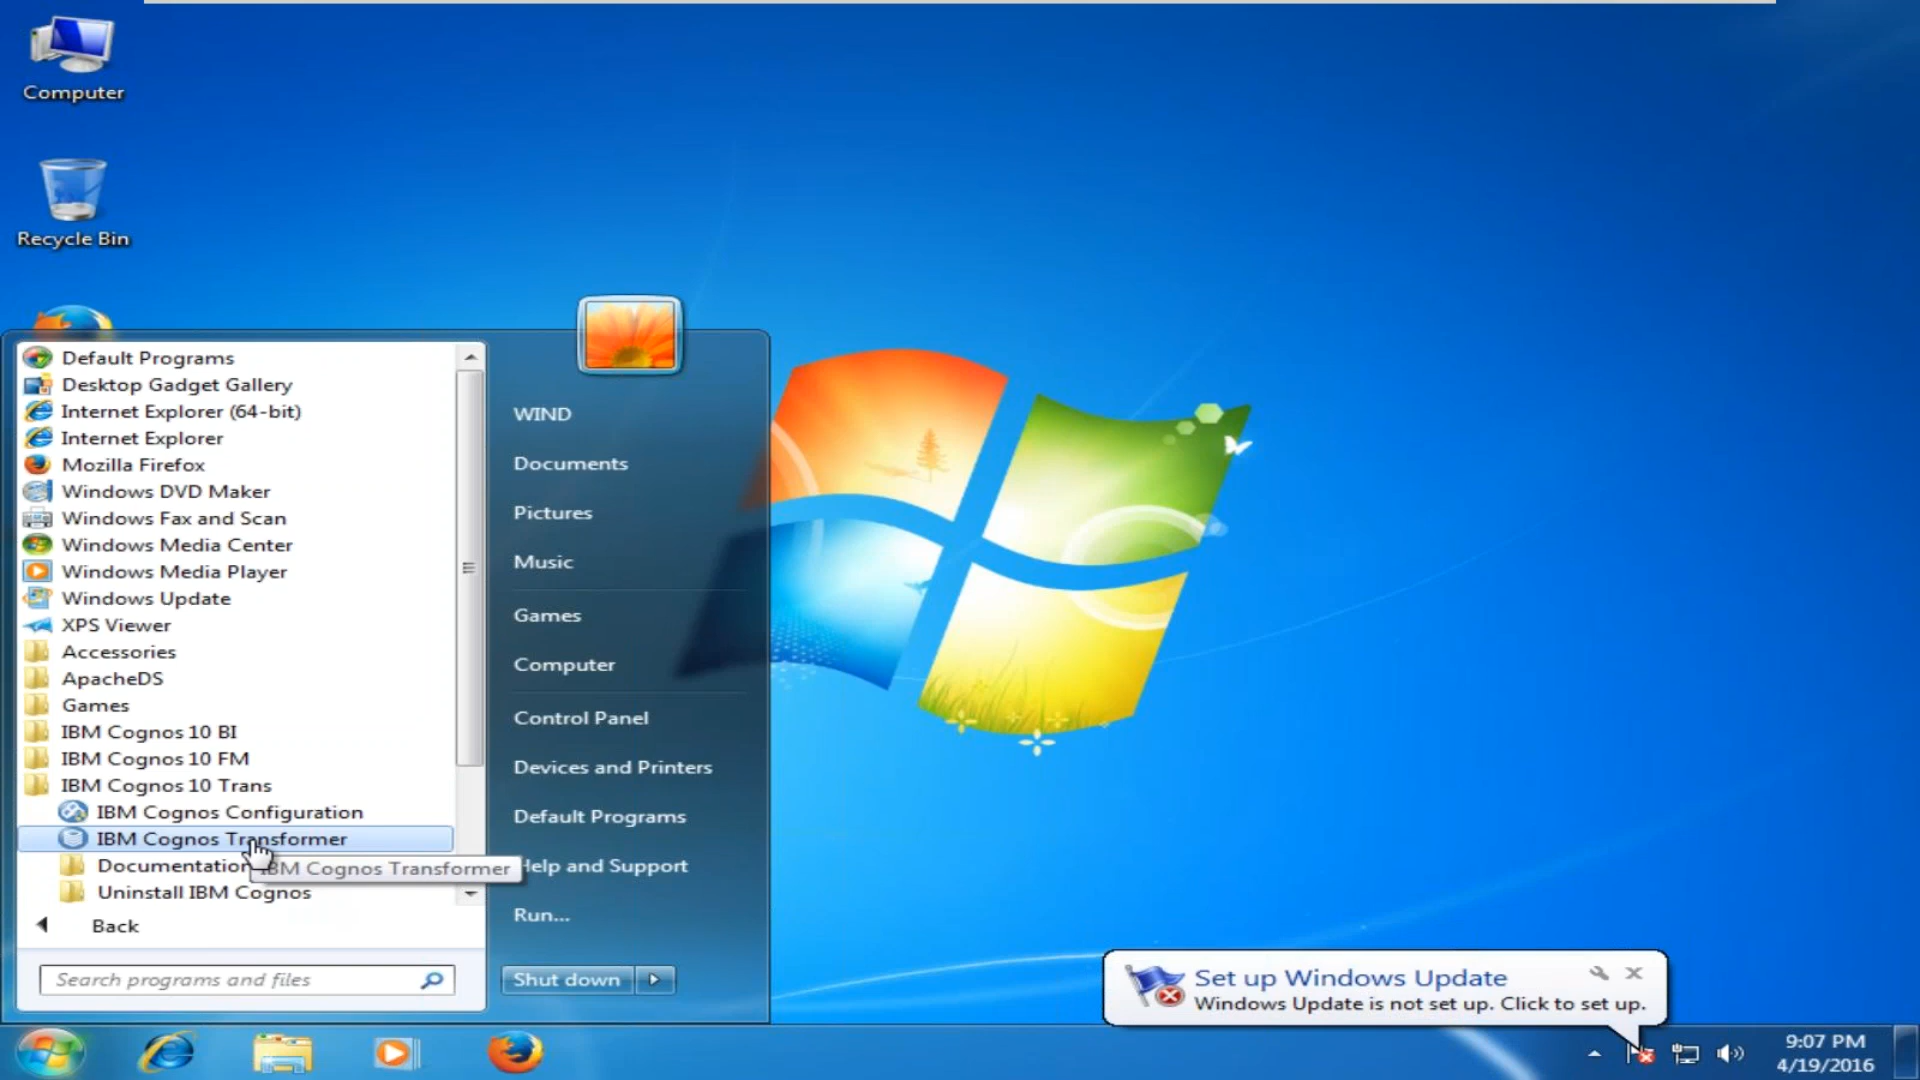 Computer
Recycle Bin
Default Programs
Desktop Gadget Gallery
Internet Explorer (64-bit)
Internet Explorer
Mozilla Firefox
Windows DVD Maker
Windows Fax and Scan
Windows Media Center
Windows Media Player
Windows Update
XPS Viewer
Accessories
ApacheDS
Games
IBM Cognos 10 BI
IBM Cognos 10 FM
IBM Cognos 10 Trans
IBM Cognos Configuration
IBM Cognos Transformer
Documentation
IBM Cognos Transformer
Uninstall IBM Cognos
Back
Search programs and files
WIND
Documents
Pictures
Music
Games
Computer
Control Panel
Devices and Printers
Default Programs
Help and Support
Run...
Shut down
Set up Windows Update
Windows Update is not set up. Click to set up.
9:07 PM
4/19/2016